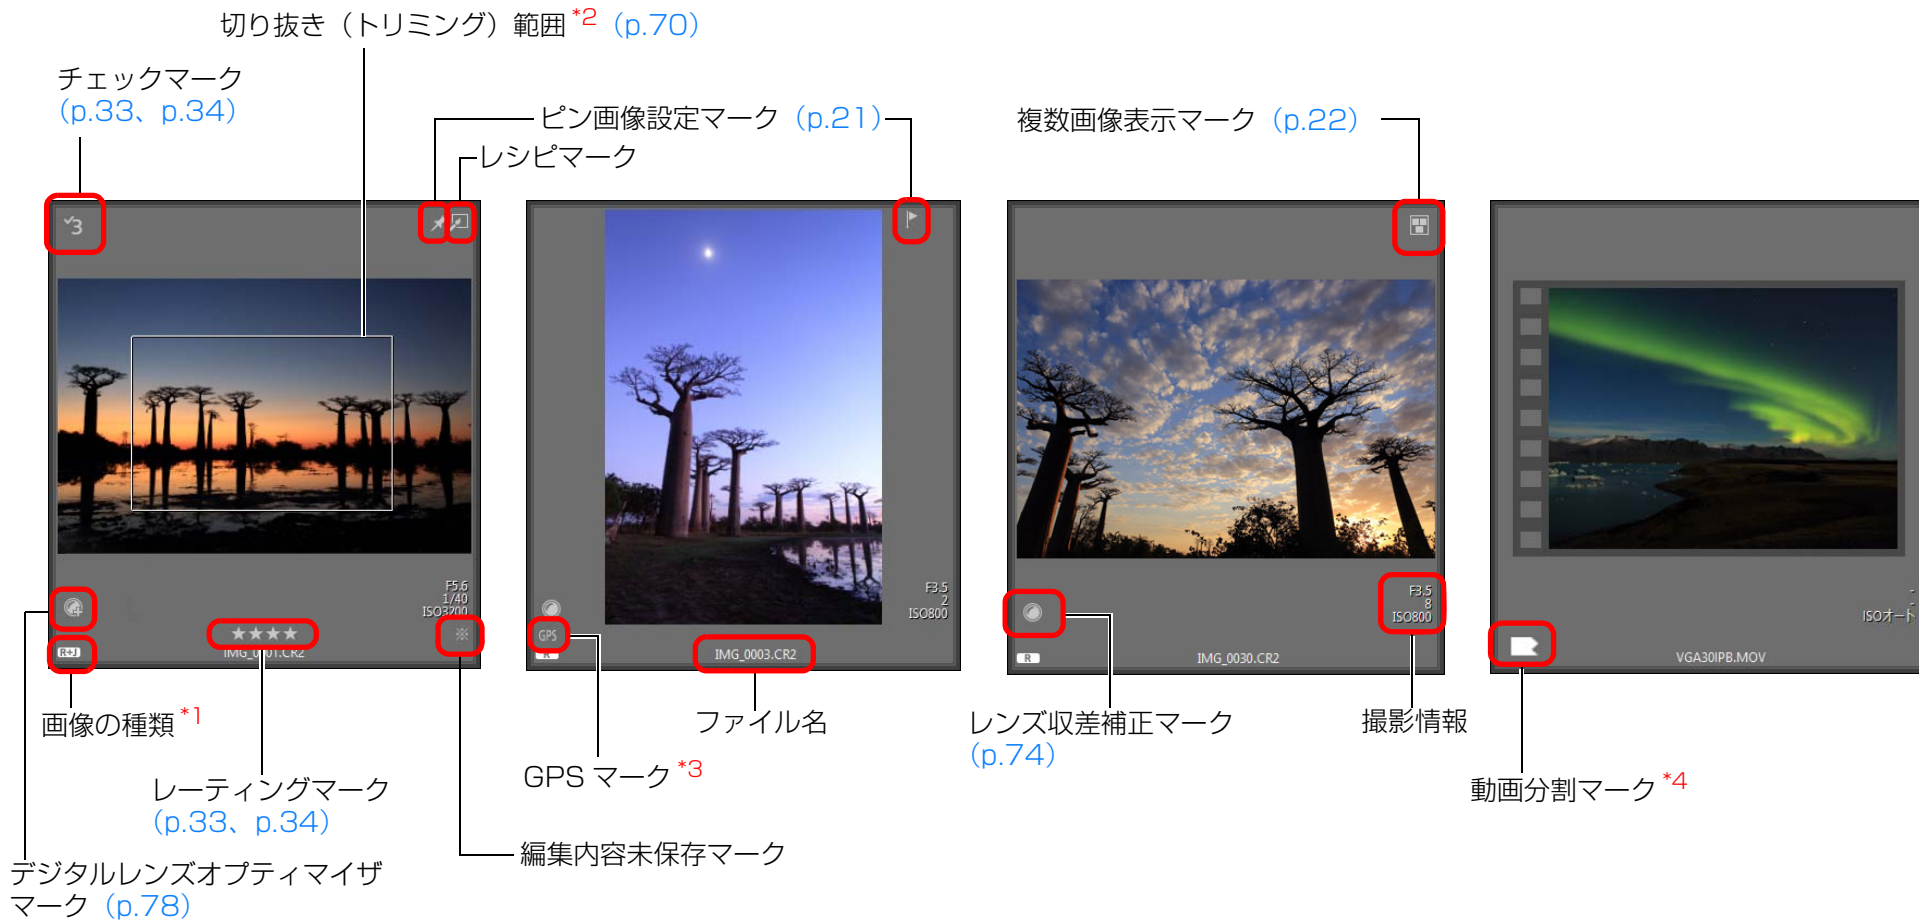 切り抜き（トリミング）範囲*2（p.70）
チェックマーク
（p.33、p.34）
ピン画像設定マーク（p.21）
レシピマーク
複数画像表示マーク（p.22）
3
F5.6
1/40
ISO3200
★★★★
※
R+J
IMG_0001.CR2
F3.5
2
ISO800
GPS
R
IMG_0003.CR2
F3.5
8
ISO800
R
IMG_0030.CR2
-
-
ISOオート
VGA30IPB.MOV
画像の種類*1
ファイル名
レンズ収差補正マーク
（p.74）
撮影情報
GPS マーク*3
動画分割マーク*4
レーティングマーク
（p.33、p.34）
編集内容未保存マーク
デジタルレンズオプティマイザ
マーク（p.78）